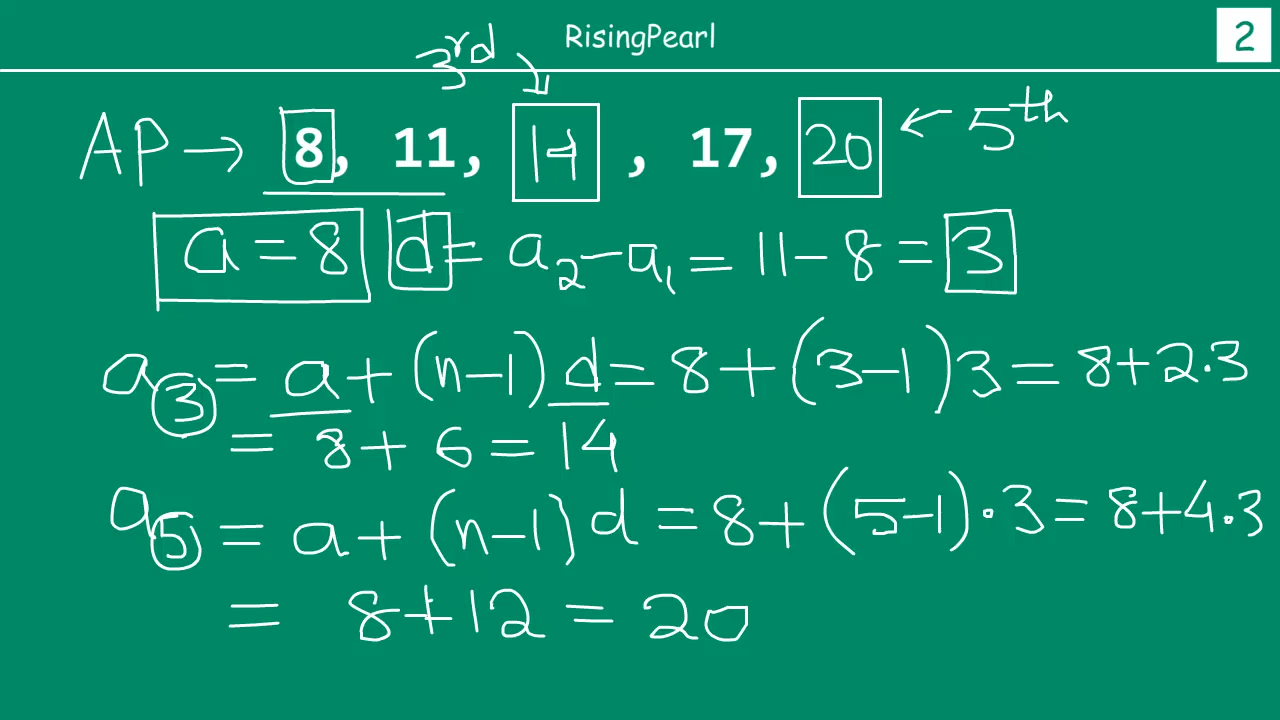 RisingPearl
2
3rd
AP → 8, 11, 14, 17, 20 ← 5th
a = 8 d = a₂ - a₁ = 11 - 8 = 3
a₃ = a + (n-1) d = 8 + (3-1) 3 = 8 + 2·3
= 8 + 6 = 14
a₅ = a + (n-1) d = 8 + (5-1)·3 = 8 + 4·3
= 8 + 12 = 20